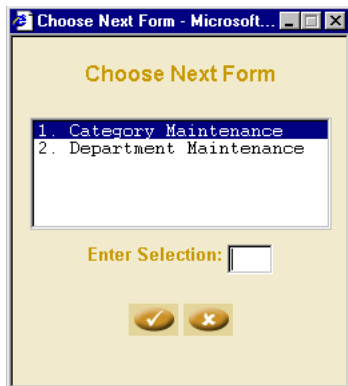 Choose Next Form - Microsoft...
Choose Next Form
1. Category Maintenance
2. Department Maintenance
Enter Selection: